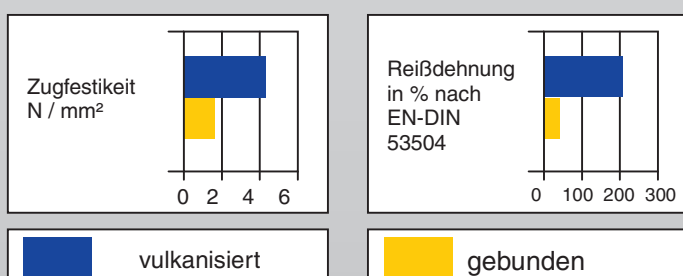 Zugfestikeit
N / mm²
0 2 4 6
Reißdehnung
in % nach
EN-DIN
53504
0 100 200 300
vulkanisiert
gebunden